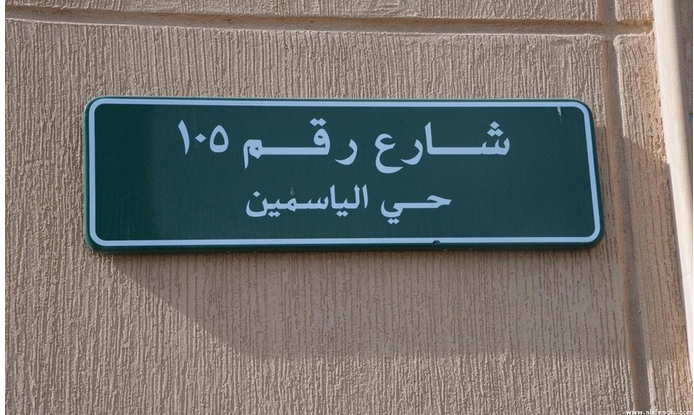 شارع رقم ١٠٥
حي الياسمين